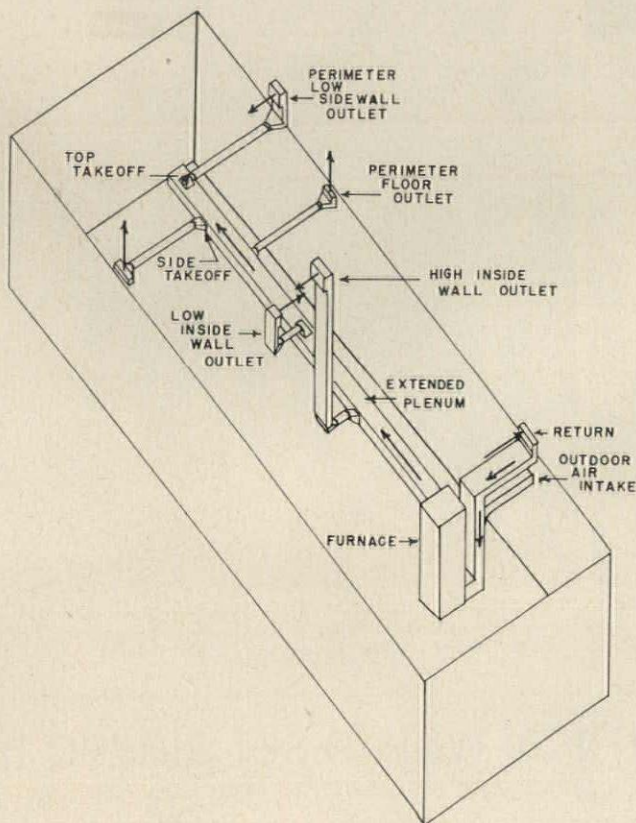 PERIMETER
LOW
SIDEWALL
OUTLET
TOP
TAKEOFF
PERIMETER
FLOOR
OUTLET
SIDE
TAKEOFF
HIGH INSIDE
WALL OUTLET
LOW
INSIDE
WALL
OUTLET
EXTENDED
PLENUM
RETURN
OUTDOOR
AIR
INTAKE
FURNACE